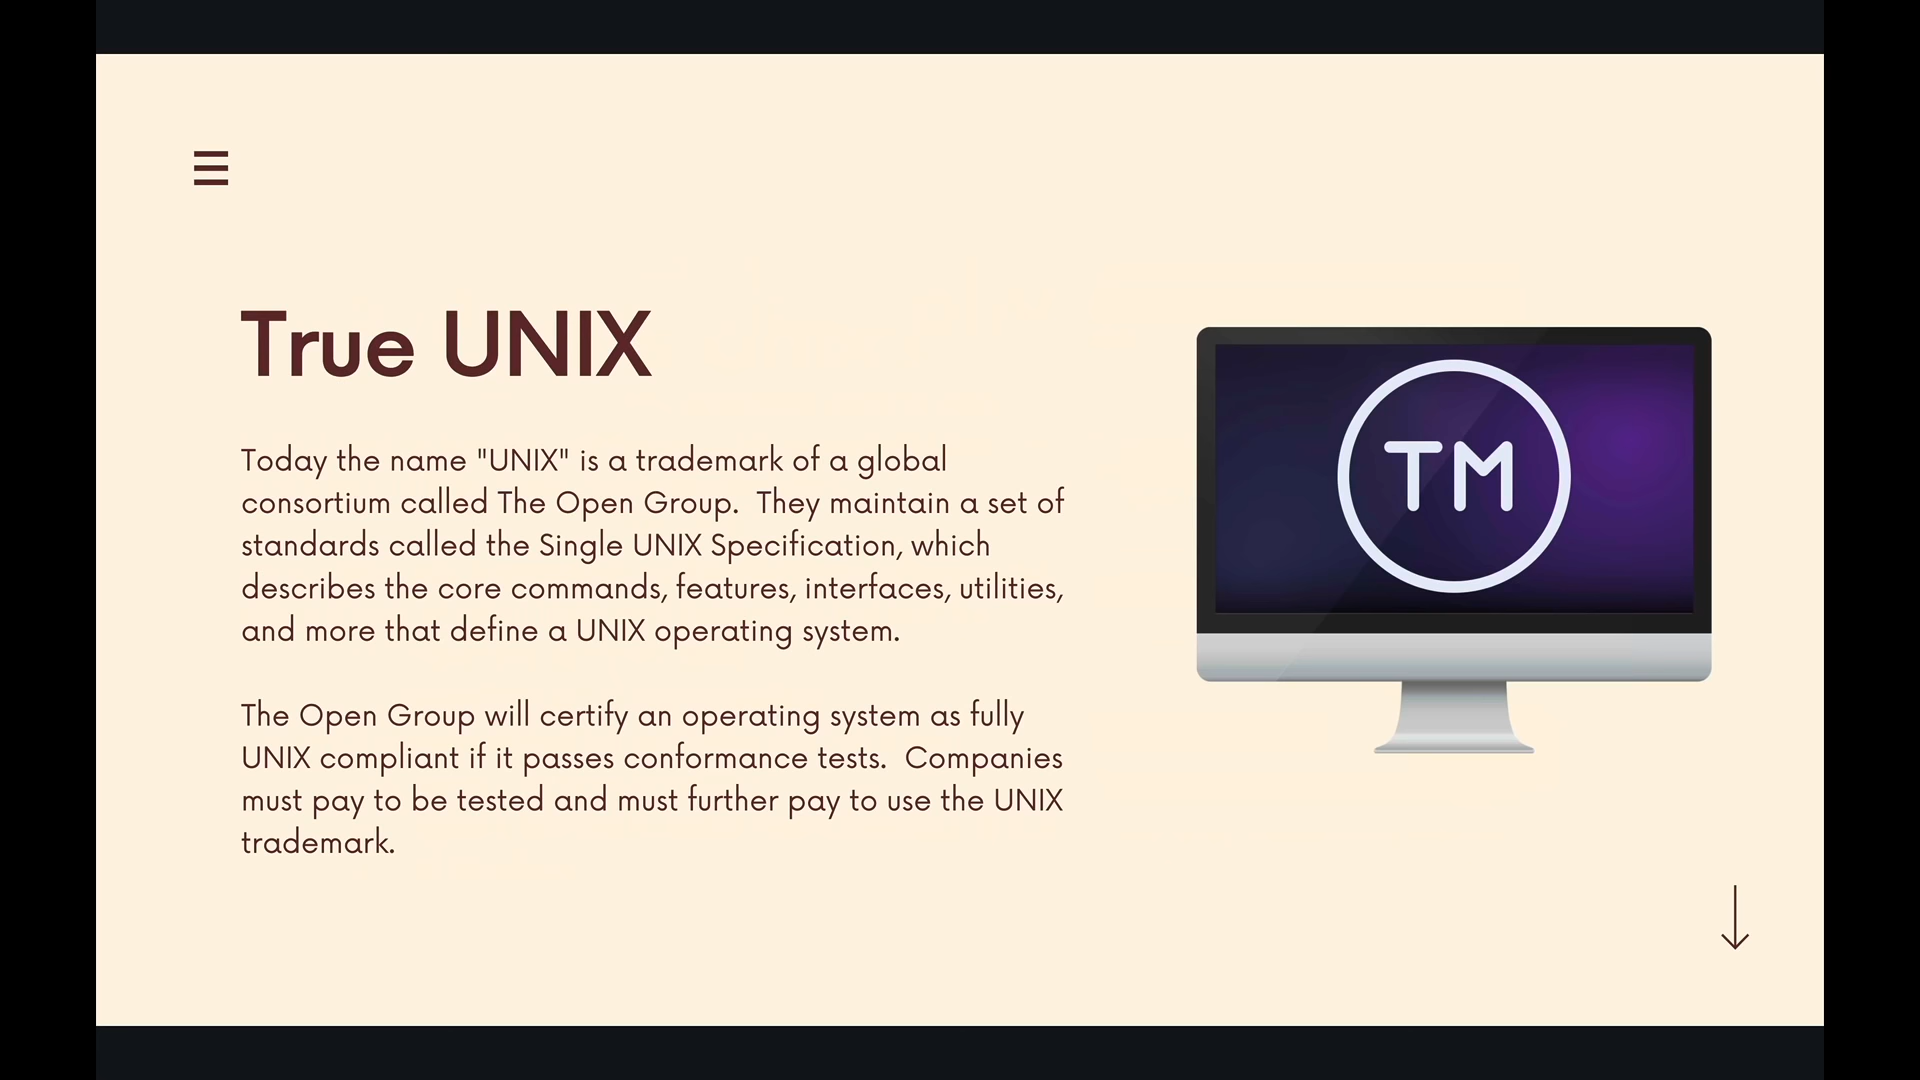 True UNIX
Today the name "UNIX" is a trademark of a global
consortium called The Open Group.  They maintain a set of
standards called the Single UNIX Specification, which
describes the core commands, features, interfaces, utilities,
and more that define a UNIX operating system.
The Open Group will certify an operating system as fully
UNIX compliant if it passes conformance tests.  Companies
must pay to be tested and must further pay to use the UNIX
trademark.
TM